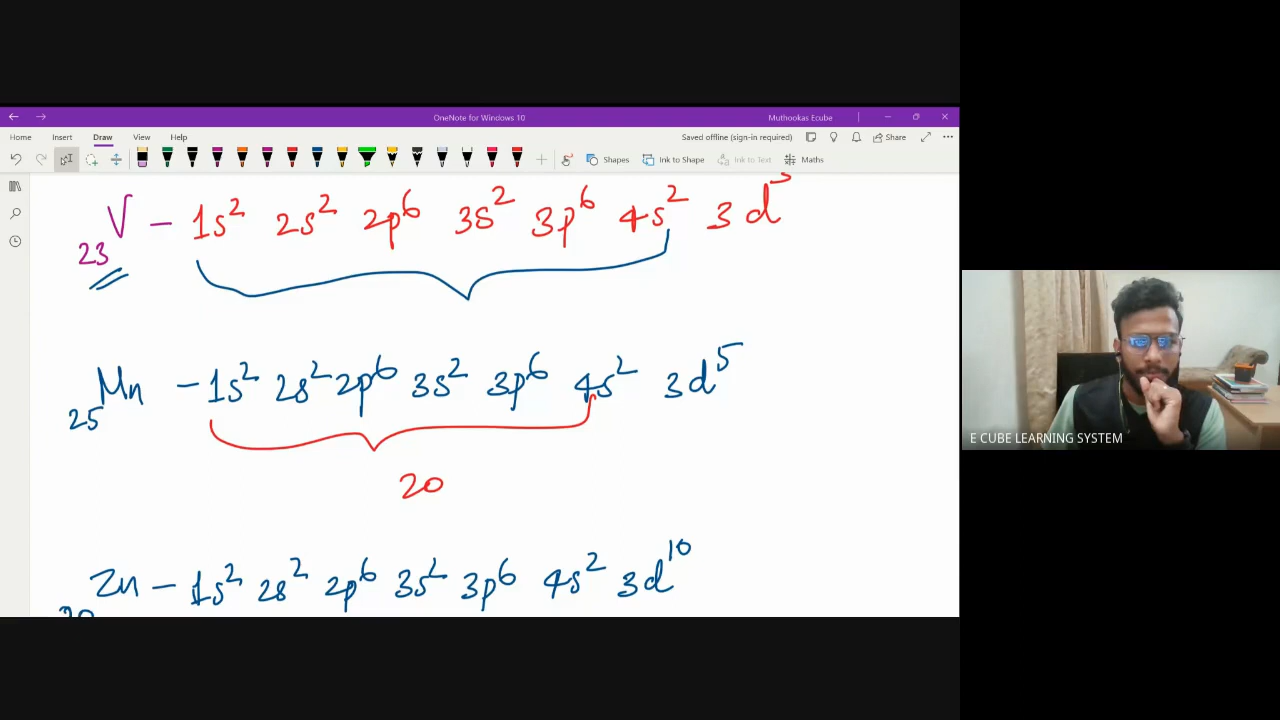 OneNote for Windows 10
Muthookas Ecube
Home Insert Draw View Help
Saved offline (sign-in required) Share
Shapes Ink to Shape Ink to Text Maths
23V - 1s² 2s² 2p⁶ 3s² 3p⁶ 4s² 3d³
25Mn - 1s² 2s² 2p⁶ 3s² 3p⁶ 4s² 3d⁵
20
Zn - 1s² 2s² 2p⁶ 3s² 3p⁶ 4s² 3d¹⁰
E CUBE LEARNING SYSTEM